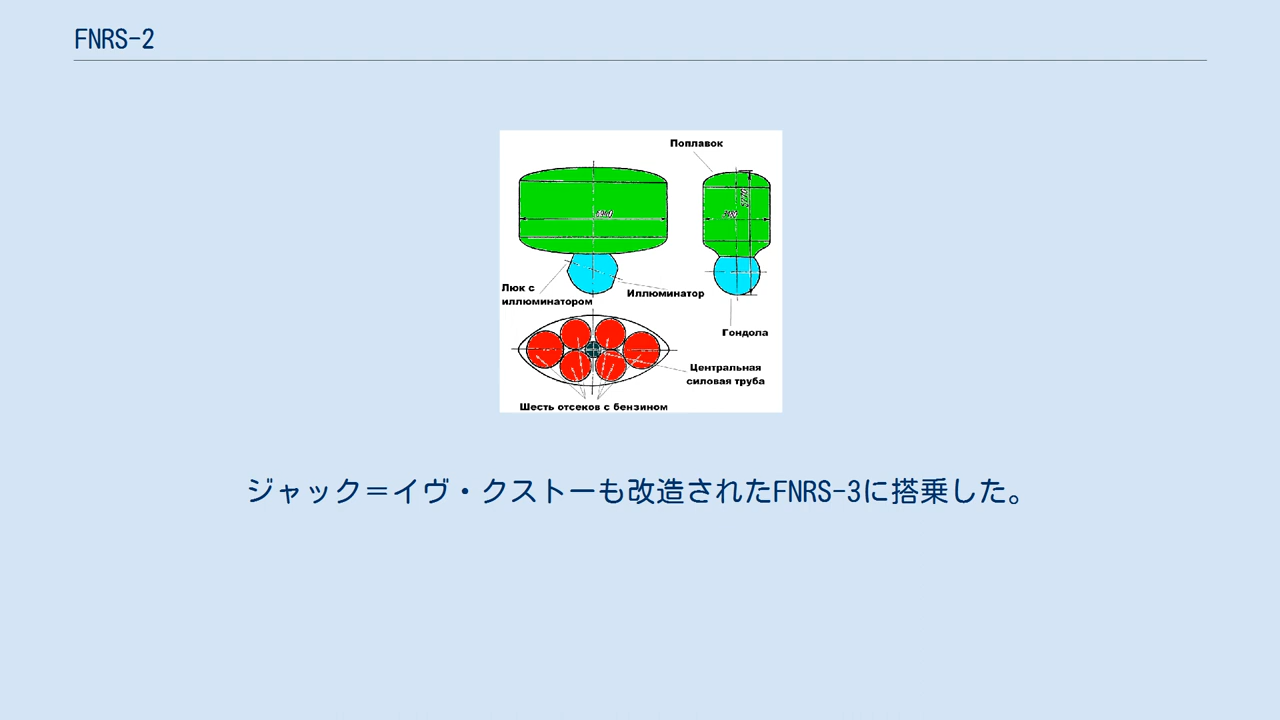 FNRS-2
Поплавок
Люк с
иллюминатором
Иллюминатор
Гондола
Центральная
силовая труба
Шесть отсеков с бензином
ジャック＝イヴ・クストーも改造されたFNRS-3に搭乗した。